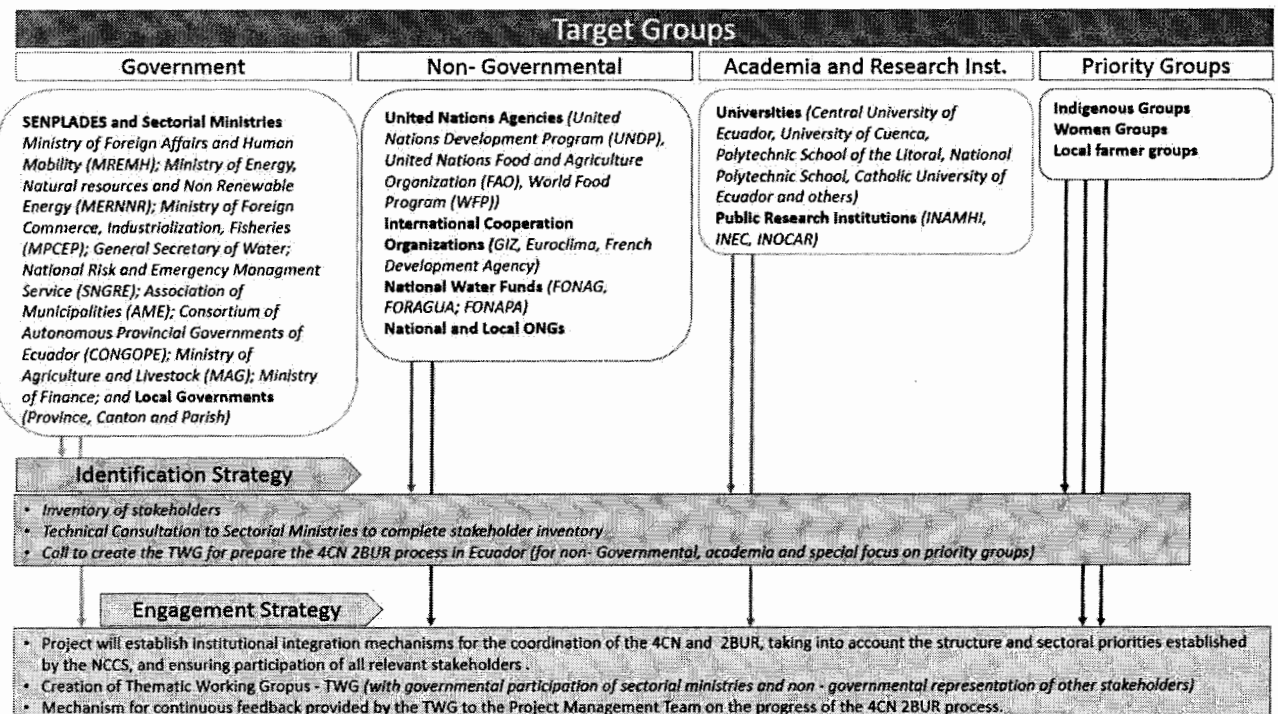 Target Groups
Government
Non- Governmental
Academia and Research Inst.
Priority Groups
SENPLADES and Sectorial Ministries
Ministry of Foreign Affairs and Human
Mobility (MREMH); Ministry of Energy,
Natural resources and Non Renewable
Energy (MERNNR); Ministry of Foreign
Commerce, Industrialization, Fisheries
(MPCEP); General Secretary of Water;
National Risk and Emergency Managment
Service (SNGRE); Association of
Municipalities (AME); Consortium of
Autonomous Provincial Governments of
Ecuador (CONGOPE); Ministry of
Agriculture and Livestock (MAG); Ministry
of Finance; and Local Governments
(Province, Canton and Parish)
United Nations Agencies (United
Nations Development Program (UNDP),
United Nations Food and Agriculture
Organization (FAO), World Food
Program (WFP))
International Cooperation
Organizations (GIZ, Euroclima, French
Development Agency)
National Water Funds (FONAG,
FORAGUA; FONAPA)
National and Local ONGs
Universities (Central University of
Ecuador, University of Cuenca,
Polytechnic School of the Litoral, National
Polytechnic School, Catholic University of
Ecuador and others)
Public Research Institutions (INAMHI,
INEC, INOCAR)
Indigenous Groups
Women Groups
Local farmer groups
Identification Strategy
• Inventory of stakeholders
• Technical Consultation to Sectorial Ministries to complete stakeholder inventory
• Call to create the TWG for prepare the 4CN 2BUR process in Ecuador (for non- Governmental, academia and special focus on priority groups)
Engagement Strategy
• Project will establish institutional integration mechanisms for the coordination of the 4CN and 2BUR, taking into account the structure and sectoral priorities established
by the NCCS, and ensuring participation of all relevant stakeholders .
• Creation of Thematic Working Gropus - TWG (with governmental participation of sectorial ministries and non - governmental representation of other stakeholders)
• Mechanism for continuous feedback provided by the TWG to the Project Management Team on the progress of the 4CN 2BUR process.